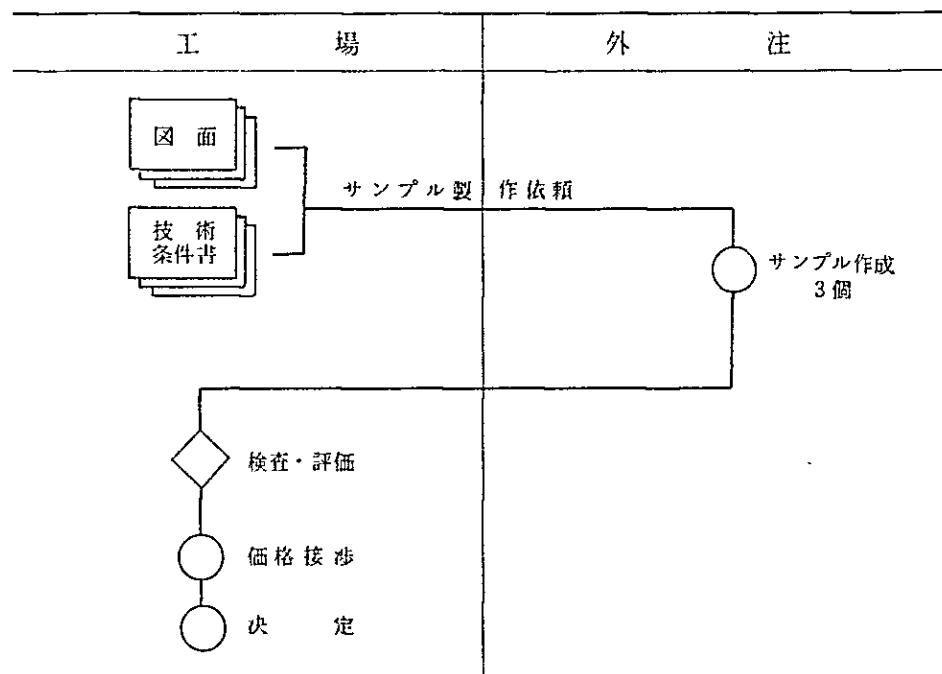 工場
外注
図面
サンプル製作依頼
技術
条件書
サンプル作成
3個
検査・評価
価格接渉
決定